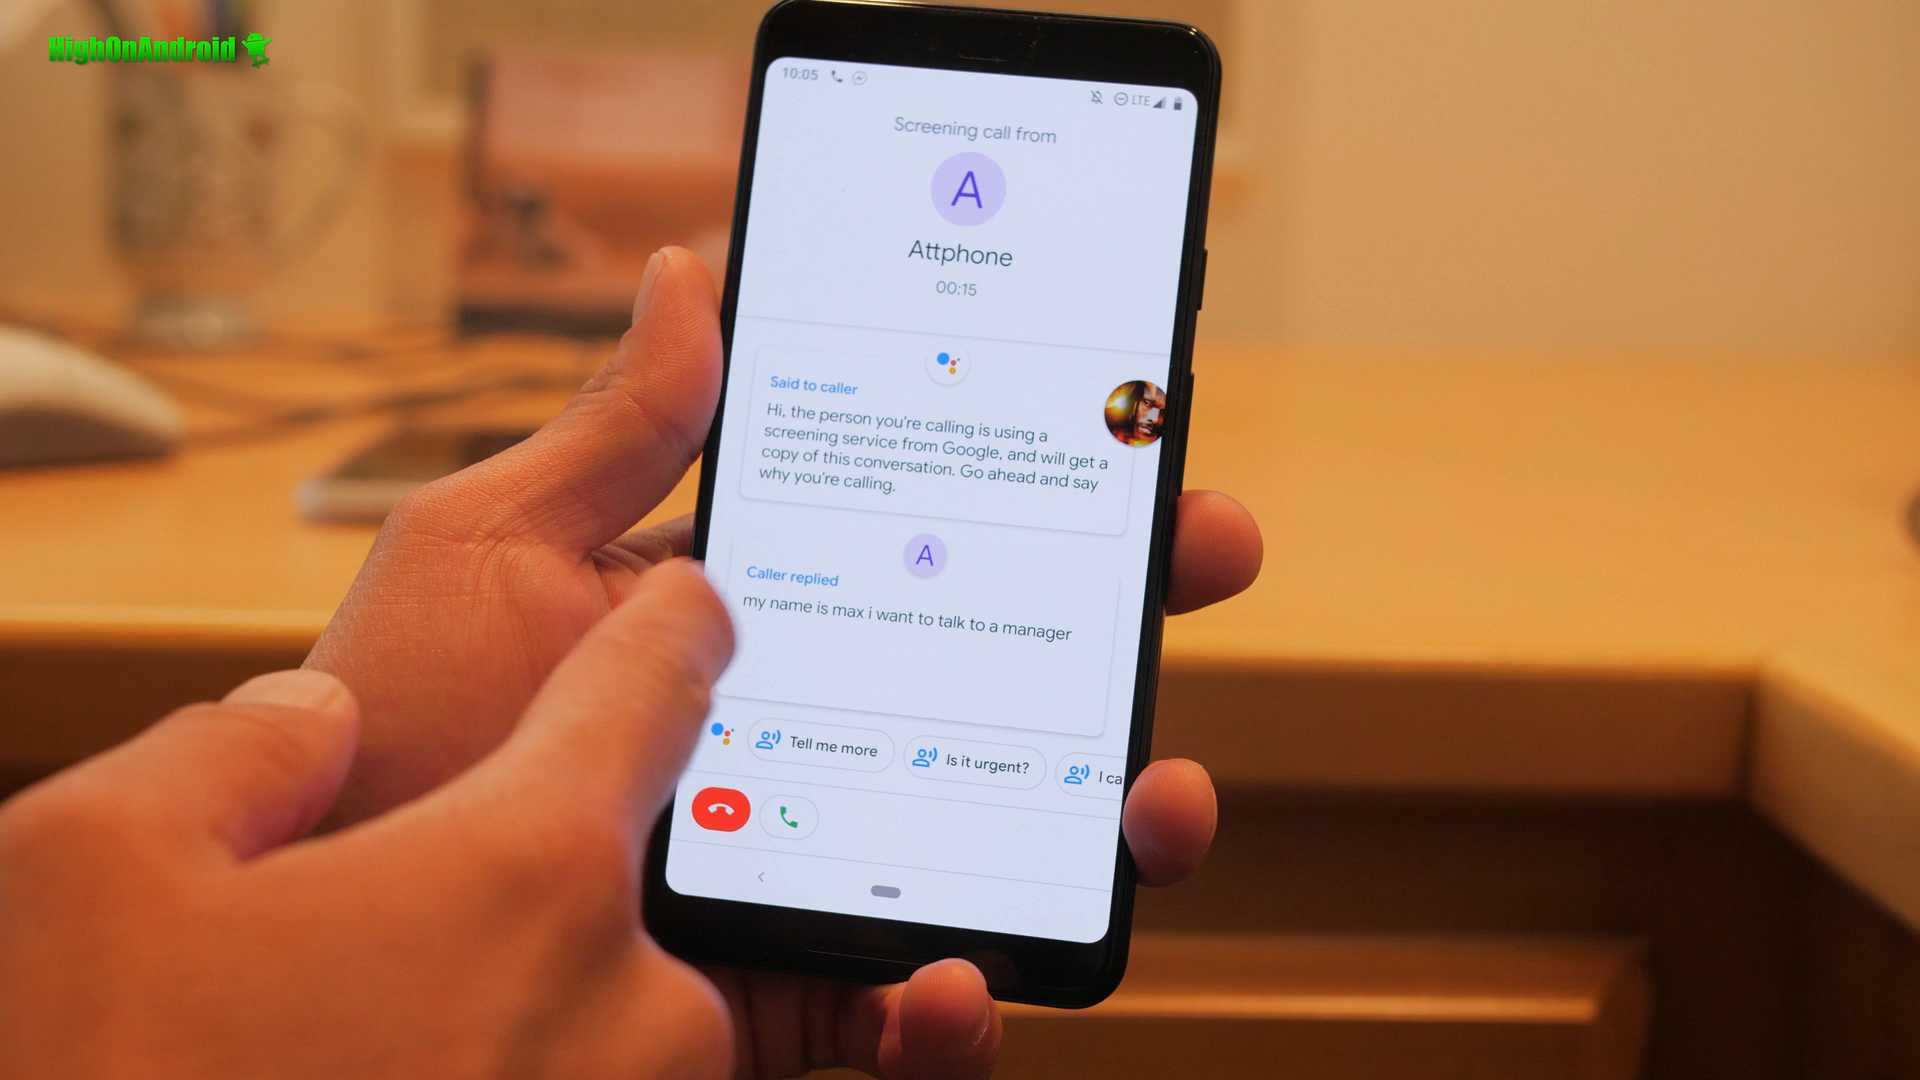 HighOnAndroid
10:05
LTE
Screening call from
A
Attphone
00:15
Said to caller
Hi, the person you're calling is using a
screening service from Google, and will get a
copy of this conversation. Go ahead and say
why you're calling.
A
Caller replied
my name is max i want to talk to a manager
Tell me more
Is it urgent?
I ca